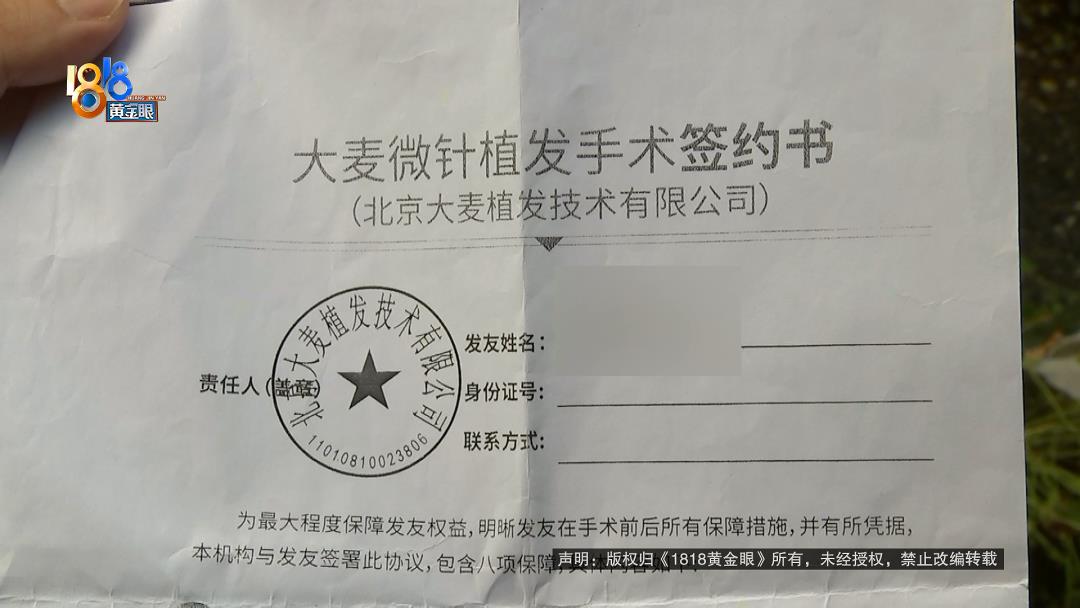 1818
HUANG JIN YAN
黄金眼
大麦微针植发手术签约书
(北京大麦植发技术有限公司)
北京大麦植发技术有限公司
11010810023806
责任人(
发友姓名:
身份证号:
联系方式:
为最大程度保障发友权益,明晰发友在手术前后所有保障措施,并有所凭据,
本机构与发友签署此协议,包含八项保障,
声明:版权归《1818黄金眼》所有,未经授权,禁止改编转载